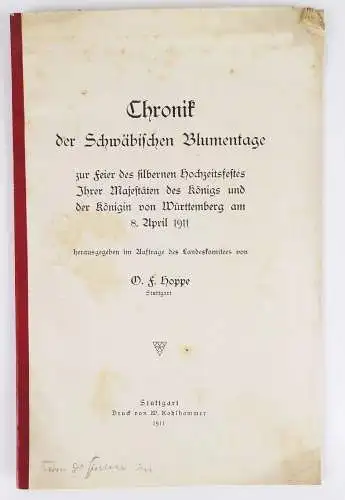 Chronik
der Schwäbischen Blumentage
zur Feier des silbernen Hochzeitsfestes
Ihrer Majestäten des Königs und
der Königin von Württemberg am
8. April 1911
herausgegeben im Auftrage des Landeskomitees von
O. F. Hoppe
Stuttgart
Stuttgart
Druck von W. Kohlhammer
1911